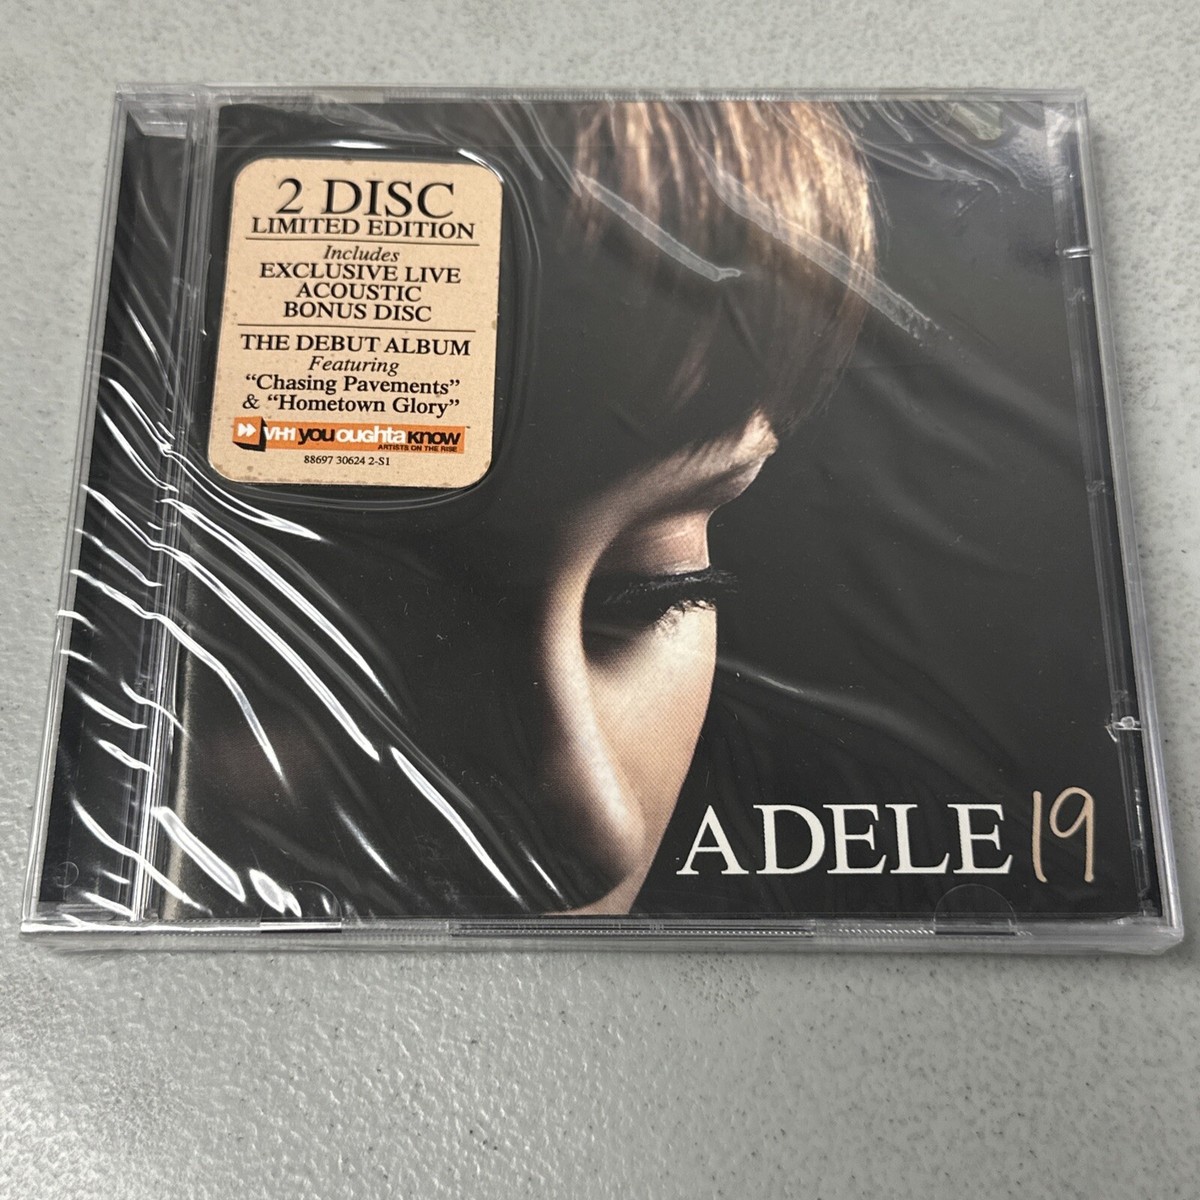 2 DISC
LIMITED EDITION
Includes
EXCLUSIVE LIVE
ACOUSTIC
BONUS DISC
THE DEBUT ALBUM
Featuring
“Chasing Pavements”
& “Hometown Glory”
VH1 you oughta know
ARTISTS ON THE RISE
88697 30624 2-S1
ADELE 19